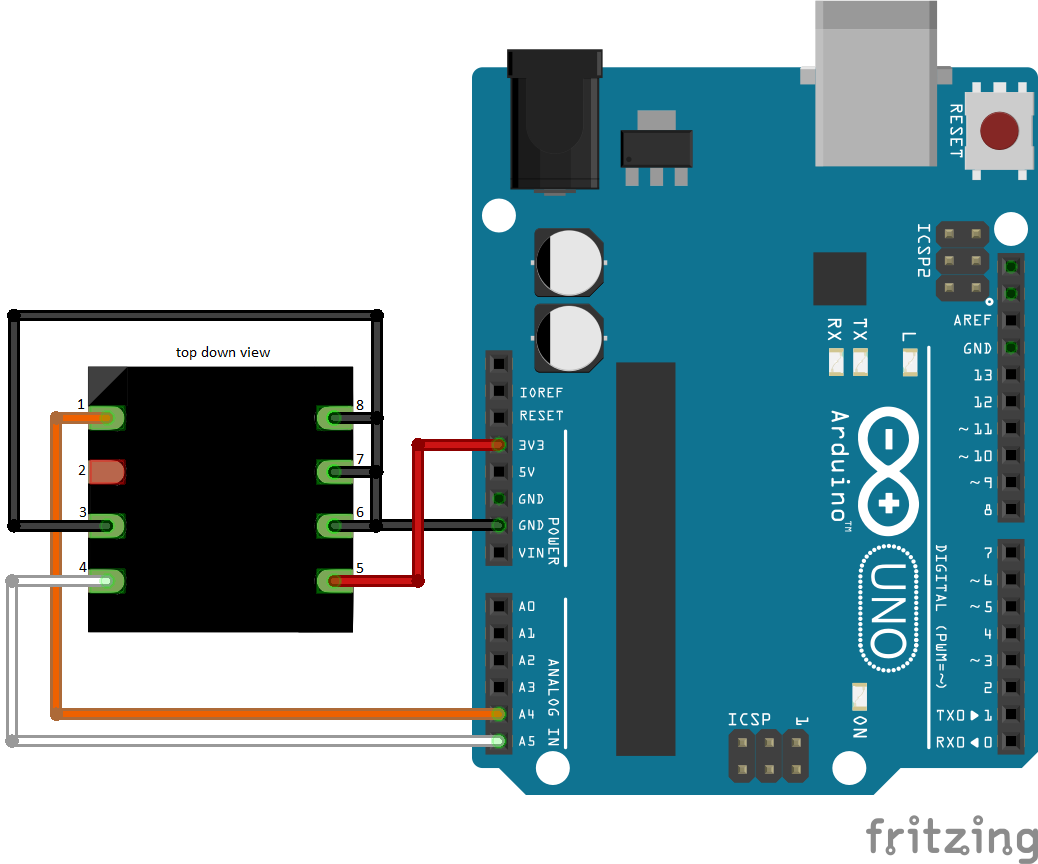 top down view
1
2
3
4
8
7
6
5
RESET
ICSP2
IOREF
RESET
3V3
5V
GND
GND
VIN
POWER
A0
A1
A2
A3
A4
A5
ANALOG IN
RX
TX
L
AREF
GND
13
12
~11
~10
~9
8
7
~6
~5
4
~3
2
TX0▶1
RX0◀0
DIGITAL (PWM=~)
Arduino™
UNO
ON
ICSP
1
fritzing